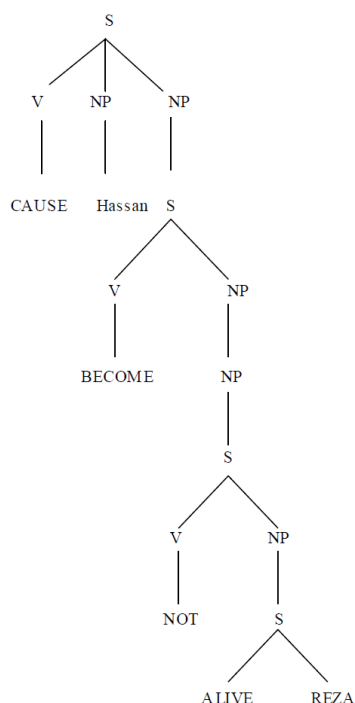 S
V NP NP
CAUSE Hassan S
V NP
BECOME NP
S
V NP
NOT S
ALIVE REZA